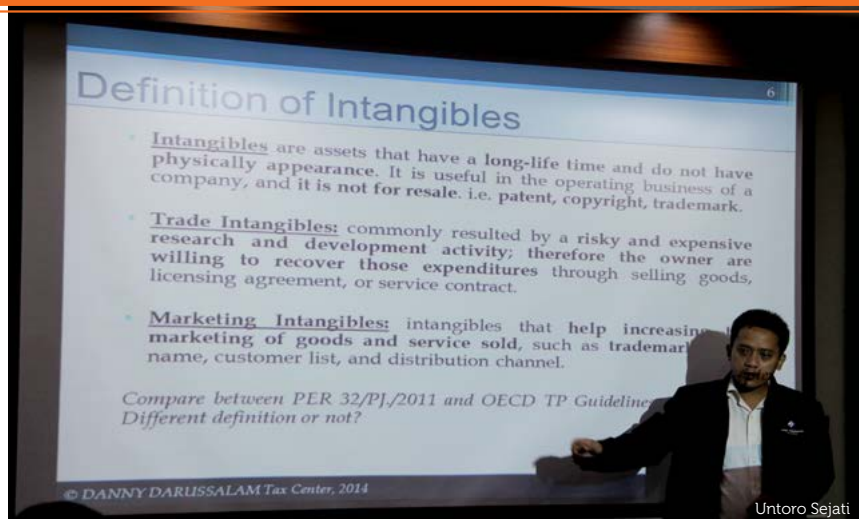 6
Definition of Intangibles
Intangibles are assets that have a long-life time and do not have
physically appearance. It is useful in the operating business of a
company, and it is not for resale. i.e. patent, copyright, trademark.
Trade Intangibles: commonly resulted by a risky and expensive
research and development activity; therefore the owner are
willing to recover those expenditures through selling goods,
licensing agreement, or service contract.
Marketing Intangibles: intangibles that help increasing
marketing of goods and service sold, such as trademar
name, customer list, and distribution channel.
Compare between PER 32/PJ./2011 and OECD TP Guideline
Different definition or not?
© DANNY DARUSSALAM Tax Center, 2014
Untoro Sejati